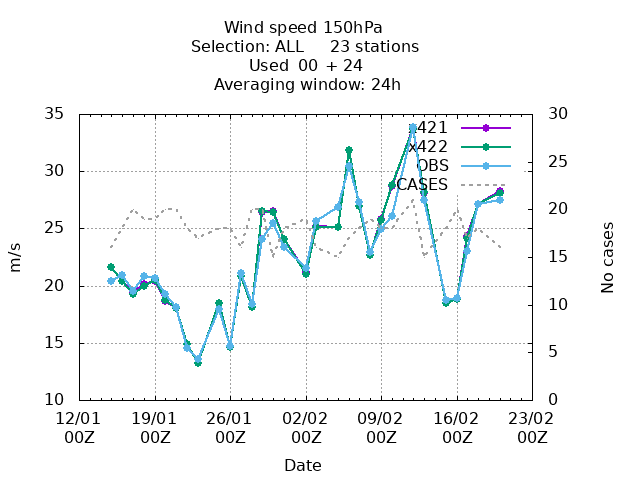 Wind speed 150hPa
Selection: ALL 23 stations
Used 00 + 24
Averaging window: 24h
35
30
25
20
15
10
m/s
30
25
20
15
10
5
0
No cases
x421
x422
OBS
CASES
12/01 19/01 26/01 02/02 09/02 16/02 23/02
00Z 00Z 00Z 00Z 00Z 00Z 00Z
Date